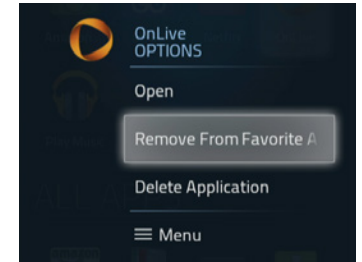 OnLive
OPTIONS
Open
Remove From Favorite A
Delete Application
Menu